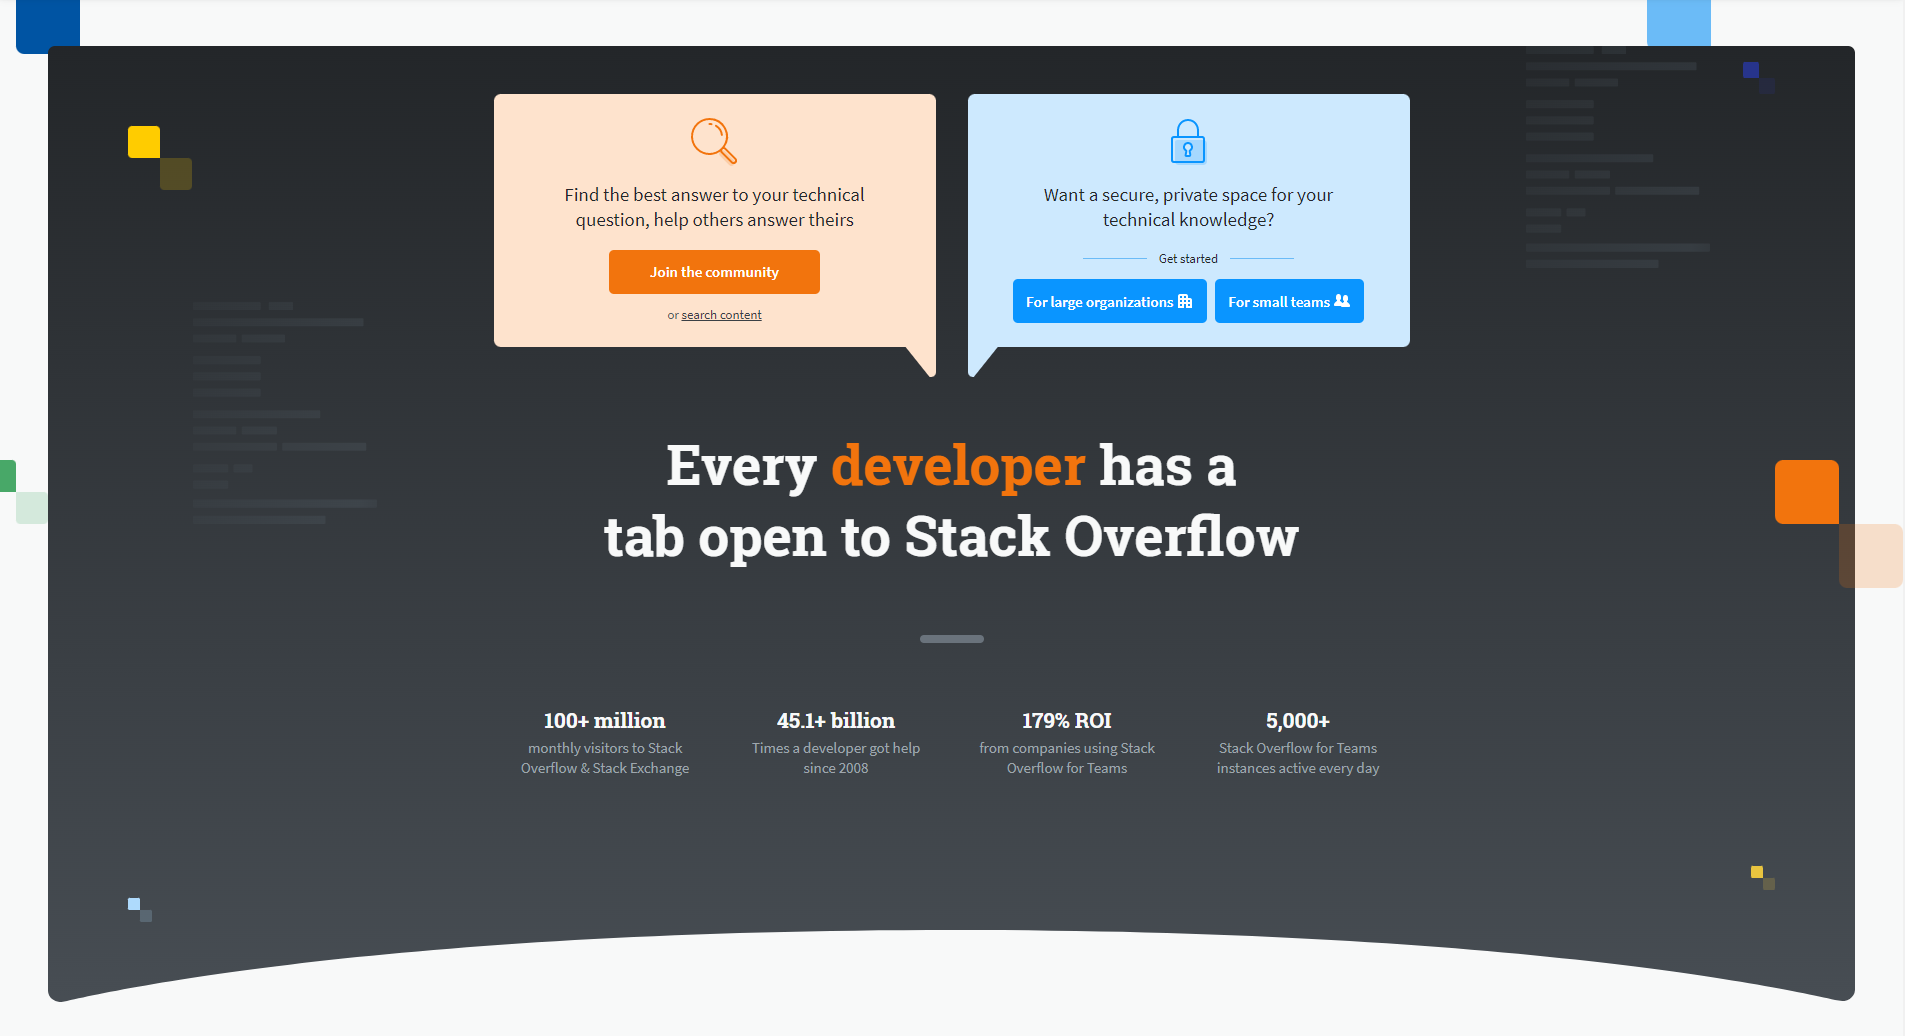 Find the best answer to your technical
question, help others answer theirs
Join the community
or search content
Want a secure, private space for your
technical knowledge?
Get started
For large organizations
For small teams
Every developer has a
tab open to Stack Overflow
100+ million
monthly visitors to Stack
Overflow & Stack Exchange
45.1+ billion
Times a developer got help
since 2008
179% ROI
from companies using Stack
Overflow for Teams
5,000+
Stack Overflow for Teams
instances active every day